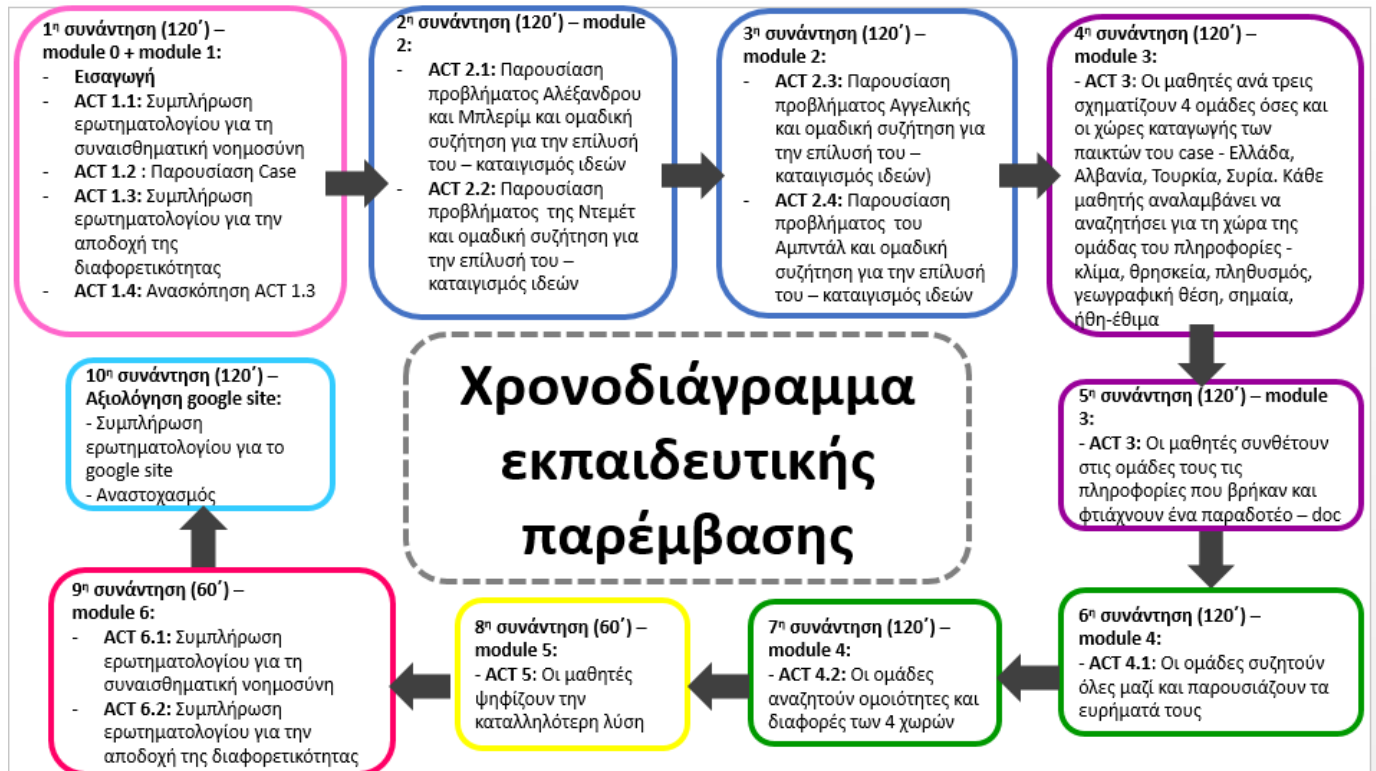 1η συνάντηση (120΄) –
module 0 + module 1:
- Εισαγωγή
- ACT 1.1: Συμπλήρωση
ερωτηματολογίου για τη
συναισθηματική νοημοσύνη
- ACT 1.2 : Παρουσίαση Case
- ACT 1.3: Συμπλήρωση
ερωτηματολογίου για την
αποδοχή της
διαφορετικότητας
- ACT 1.4: Ανασκόπηση ACT 1.3
2η συνάντηση (120΄) – module
2:
- ACT 2.1: Παρουσίαση
προβλήματος Αλέξανδρου
και Μπλερίμ και ομαδική
συζήτηση για την επίλυσή
του – καταιγισμός ιδεών
- ACT 2.2: Παρουσίαση
προβλήματος της Ντεμέτ
και ομαδική συζήτηση για
την επίλυσή του –
καταιγισμός ιδεών
3η συνάντηση (120΄) –
module 2:
- ACT 2.3: Παρουσίαση
προβλήματος Αγγελικής
και ομαδική συζήτηση για
την επίλυσή του –
καταιγισμός ιδεών)
- ACT 2.4: Παρουσίαση
προβλήματος του
Αμπντάλ και ομαδική
συζήτηση για την επίλυσή
του – καταιγισμός ιδεών
4η συνάντηση (120΄) –
module 3:
- ACT 3: Οι μαθητές ανά τρεις
σχηματίζουν 4 ομάδες όσες και
οι χώρες καταγωγής των
παικτών του case - Ελλάδα,
Αλβανία, Τουρκία, Συρία. Κάθε
μαθητής αναλαμβάνει να
αναζητήσει για τη χώρα της
ομάδας του πληροφορίες -
κλίμα, θρησκεία, πληθυσμός,
γεωγραφική θέση, σημαία,
ήθη-έθιμα
Χρονοδιάγραμμα
εκπαιδευτικής
παρέμβασης
5η συνάντηση (120΄) – module
3:
- ACT 3: Οι μαθητές συνθέτουν
στις ομάδες τους τις
πληροφορίες που βρήκαν και
φτιάχνουν ένα παραδοτέο – doc
6η συνάντηση (120΄) –
module 4:
- ACT 4.1: Οι ομάδες συζητούν
όλες μαζί και παρουσιάζουν τα
ευρήματά τους
7η συνάντηση (120΄) –
module 4:
- ACT 4.2: Οι ομάδες
αναζητούν ομοιότητες και
διαφορές των 4 χωρών
8η συνάντηση (60΄) –
module 5:
- ACT 5: Οι μαθητές
ψηφίζουν την
καταλληλότερη λύση
9η συνάντηση (60΄) –
module 6:
- ACT 6.1: Συμπλήρωση
ερωτηματολογίου για τη
συναισθηματική νοημοσύνη
- ACT 6.2: Συμπλήρωση
ερωτηματολογίου για την
αποδοχή της διαφορετικότητας
10η συνάντηση (120΄) –
Αξιολόγηση google site:
- Συμπλήρωση
ερωτηματολογίου για το
google site
- Αναστοχασμός